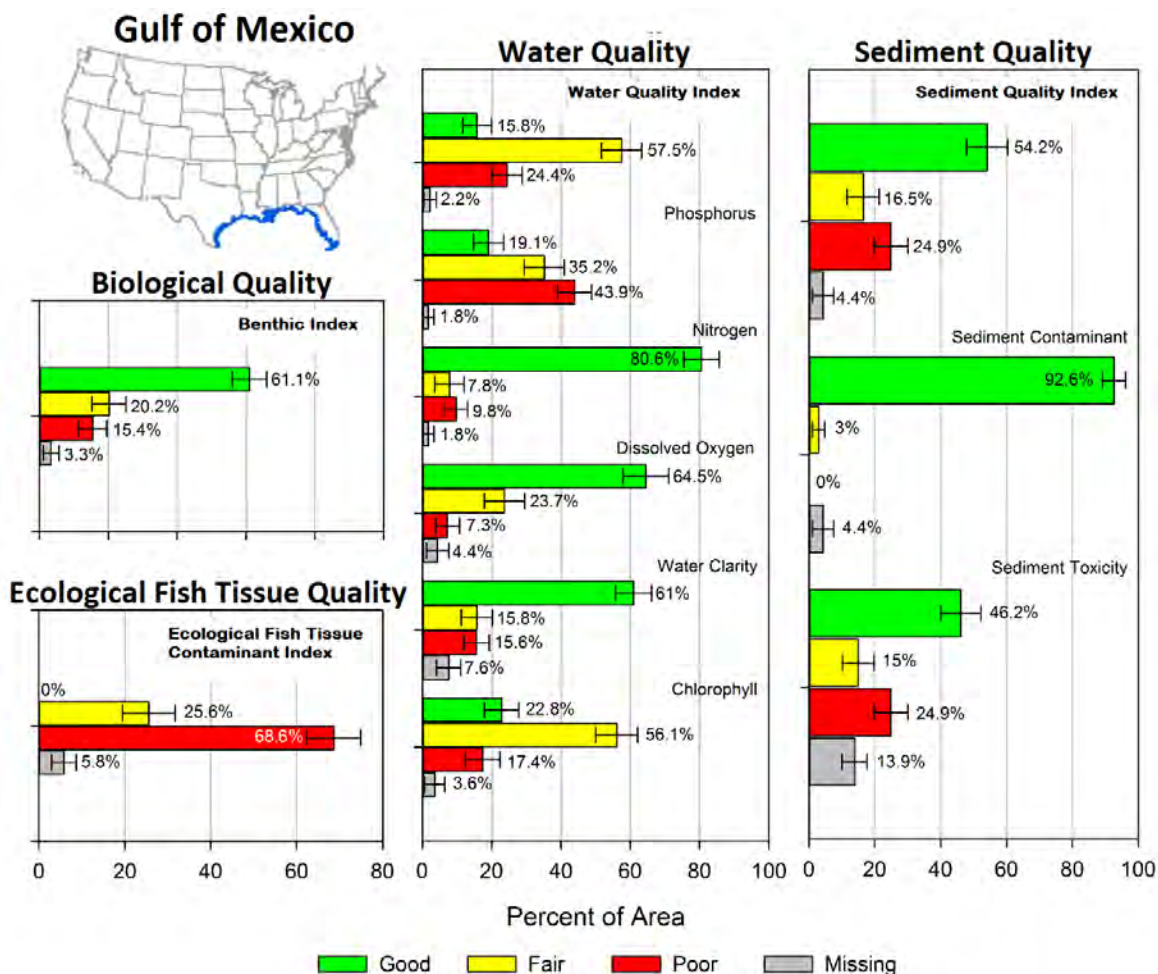 Gulf of Mexico
Biological Quality
Benthic Index
61.1%
20.2%
15.4%
3.3%
Ecological Fish Tissue Quality
Ecological Fish Tissue
Contaminant Index
0%
25.6%
68.6%
5.8%
0 20 40 60 80
Water Quality
Water Quality Index
15.8%
57.5%
24.4%
2.2%
Phosphorus
19.1%
35.2%
43.9%
1.8%
Nitrogen
80.6%
7.8%
9.8%
1.8%
Dissolved Oxygen
64.5%
23.7%
7.3%
4.4%
Water Clarity
61%
15.8%
15.6%
7.6%
Chlorophyll
22.8%
56.1%
17.4%
3.6%
0 20 40 60 80 100
Sediment Quality
Sediment Quality Index
54.2%
16.5%
24.9%
4.4%
Sediment Contaminant
92.6%
3%
0%
4.4%
Sediment Toxicity
46.2%
15%
24.9%
13.9%
0 20 40 60 80 100
Percent of Area
Good Fair Poor Missing